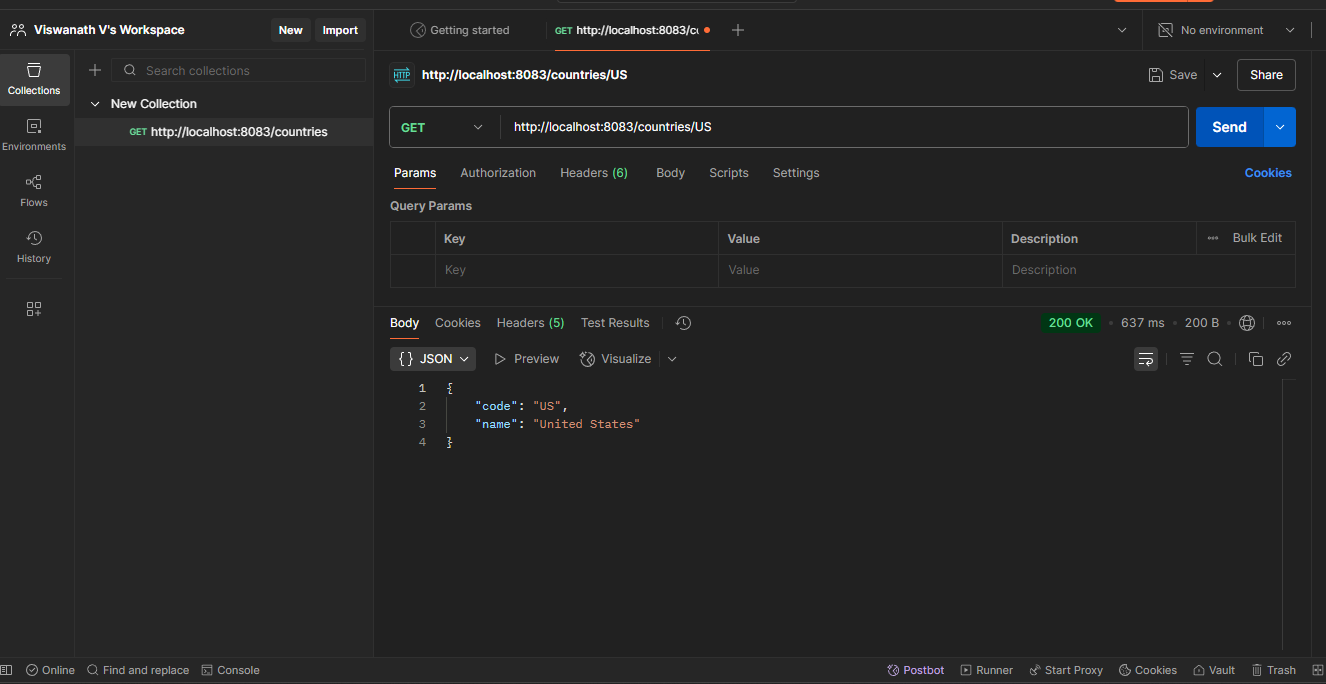 Viswanath V's Workspace New Import
Getting started
GET http://localhost:8083/cu
No environment
Collections
Environments
Flows
History
Search collections
New Collection
GET http://localhost:8083/countries
HTTP http://localhost:8083/countries/US
Save Share
GET http://localhost:8083/countries/US Send
Params Authorization Headers (6) Body Scripts Settings Cookies
Query Params
Key Value Description Bulk Edit
Key Value Description
Body Cookies Headers (5) Test Results 200 OK 637 ms 200 B
{} JSON Preview Visualize
1 {
2 "code": "US",
3 "name": "United States"
4 }
Online Find and replace Console Postbot Runner Start Proxy Cookies Vault Trash